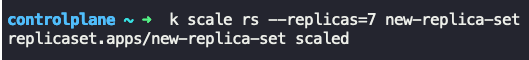 controlplane ~ ➜  k scale rs --replicas=7 new-replica-set
replicaset.apps/new-replica-set scaled